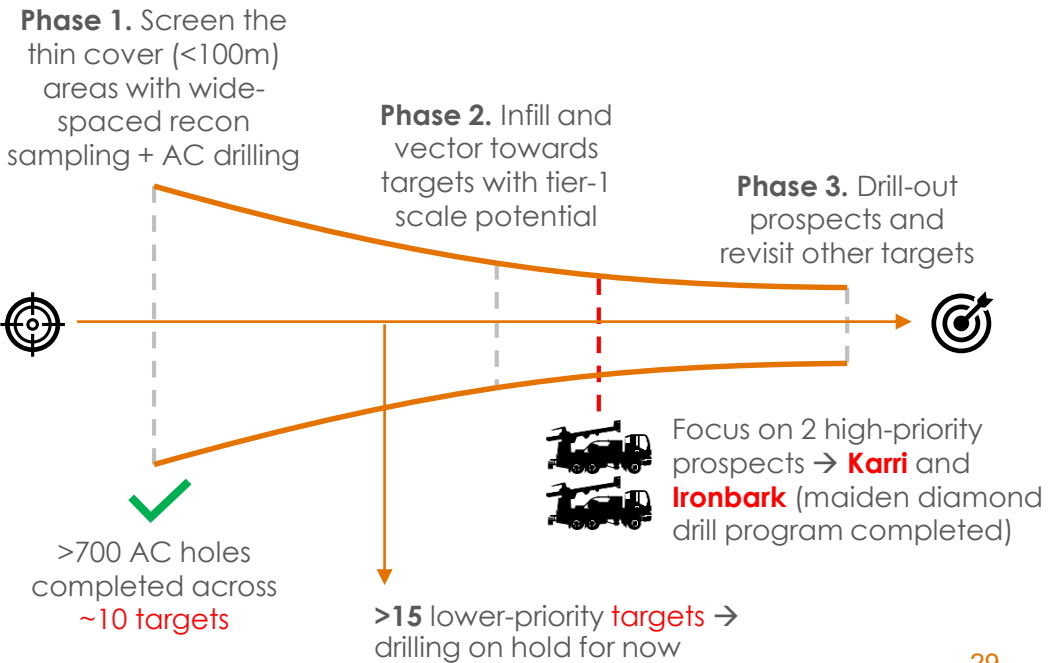 Phase 1. Screen the
thin cover (<100m)
areas with wide-
spaced recon
sampling + AC drilling
Phase 2. Infill and
vector towards
targets with tier-1
scale potential
Phase 3. Drill-out
prospects and
revisit other targets
Focus on 2 high-priority
prospects → Karri and
Ironbark (maiden diamond
drill program completed)
>700 AC holes
completed across
~10 targets
>15 lower-priority targets →
drilling on hold for now
29